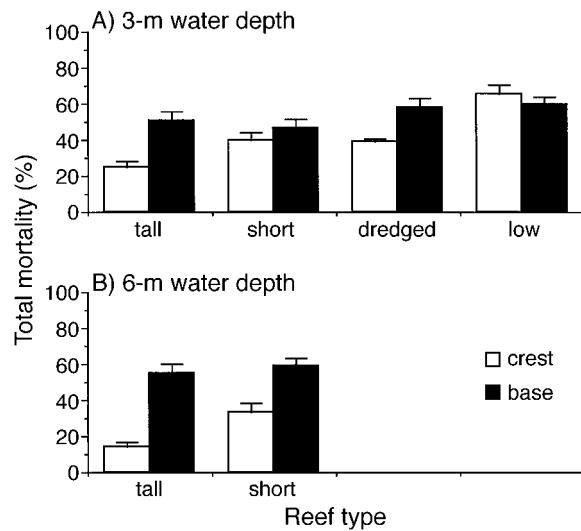 A) 3-m water depth
100
80
60
40
20
0
tall short dredged low
B) 6-m water depth
100
80
60
40
20
0
tall short
crest
base
Total mortality (%)
Reef type